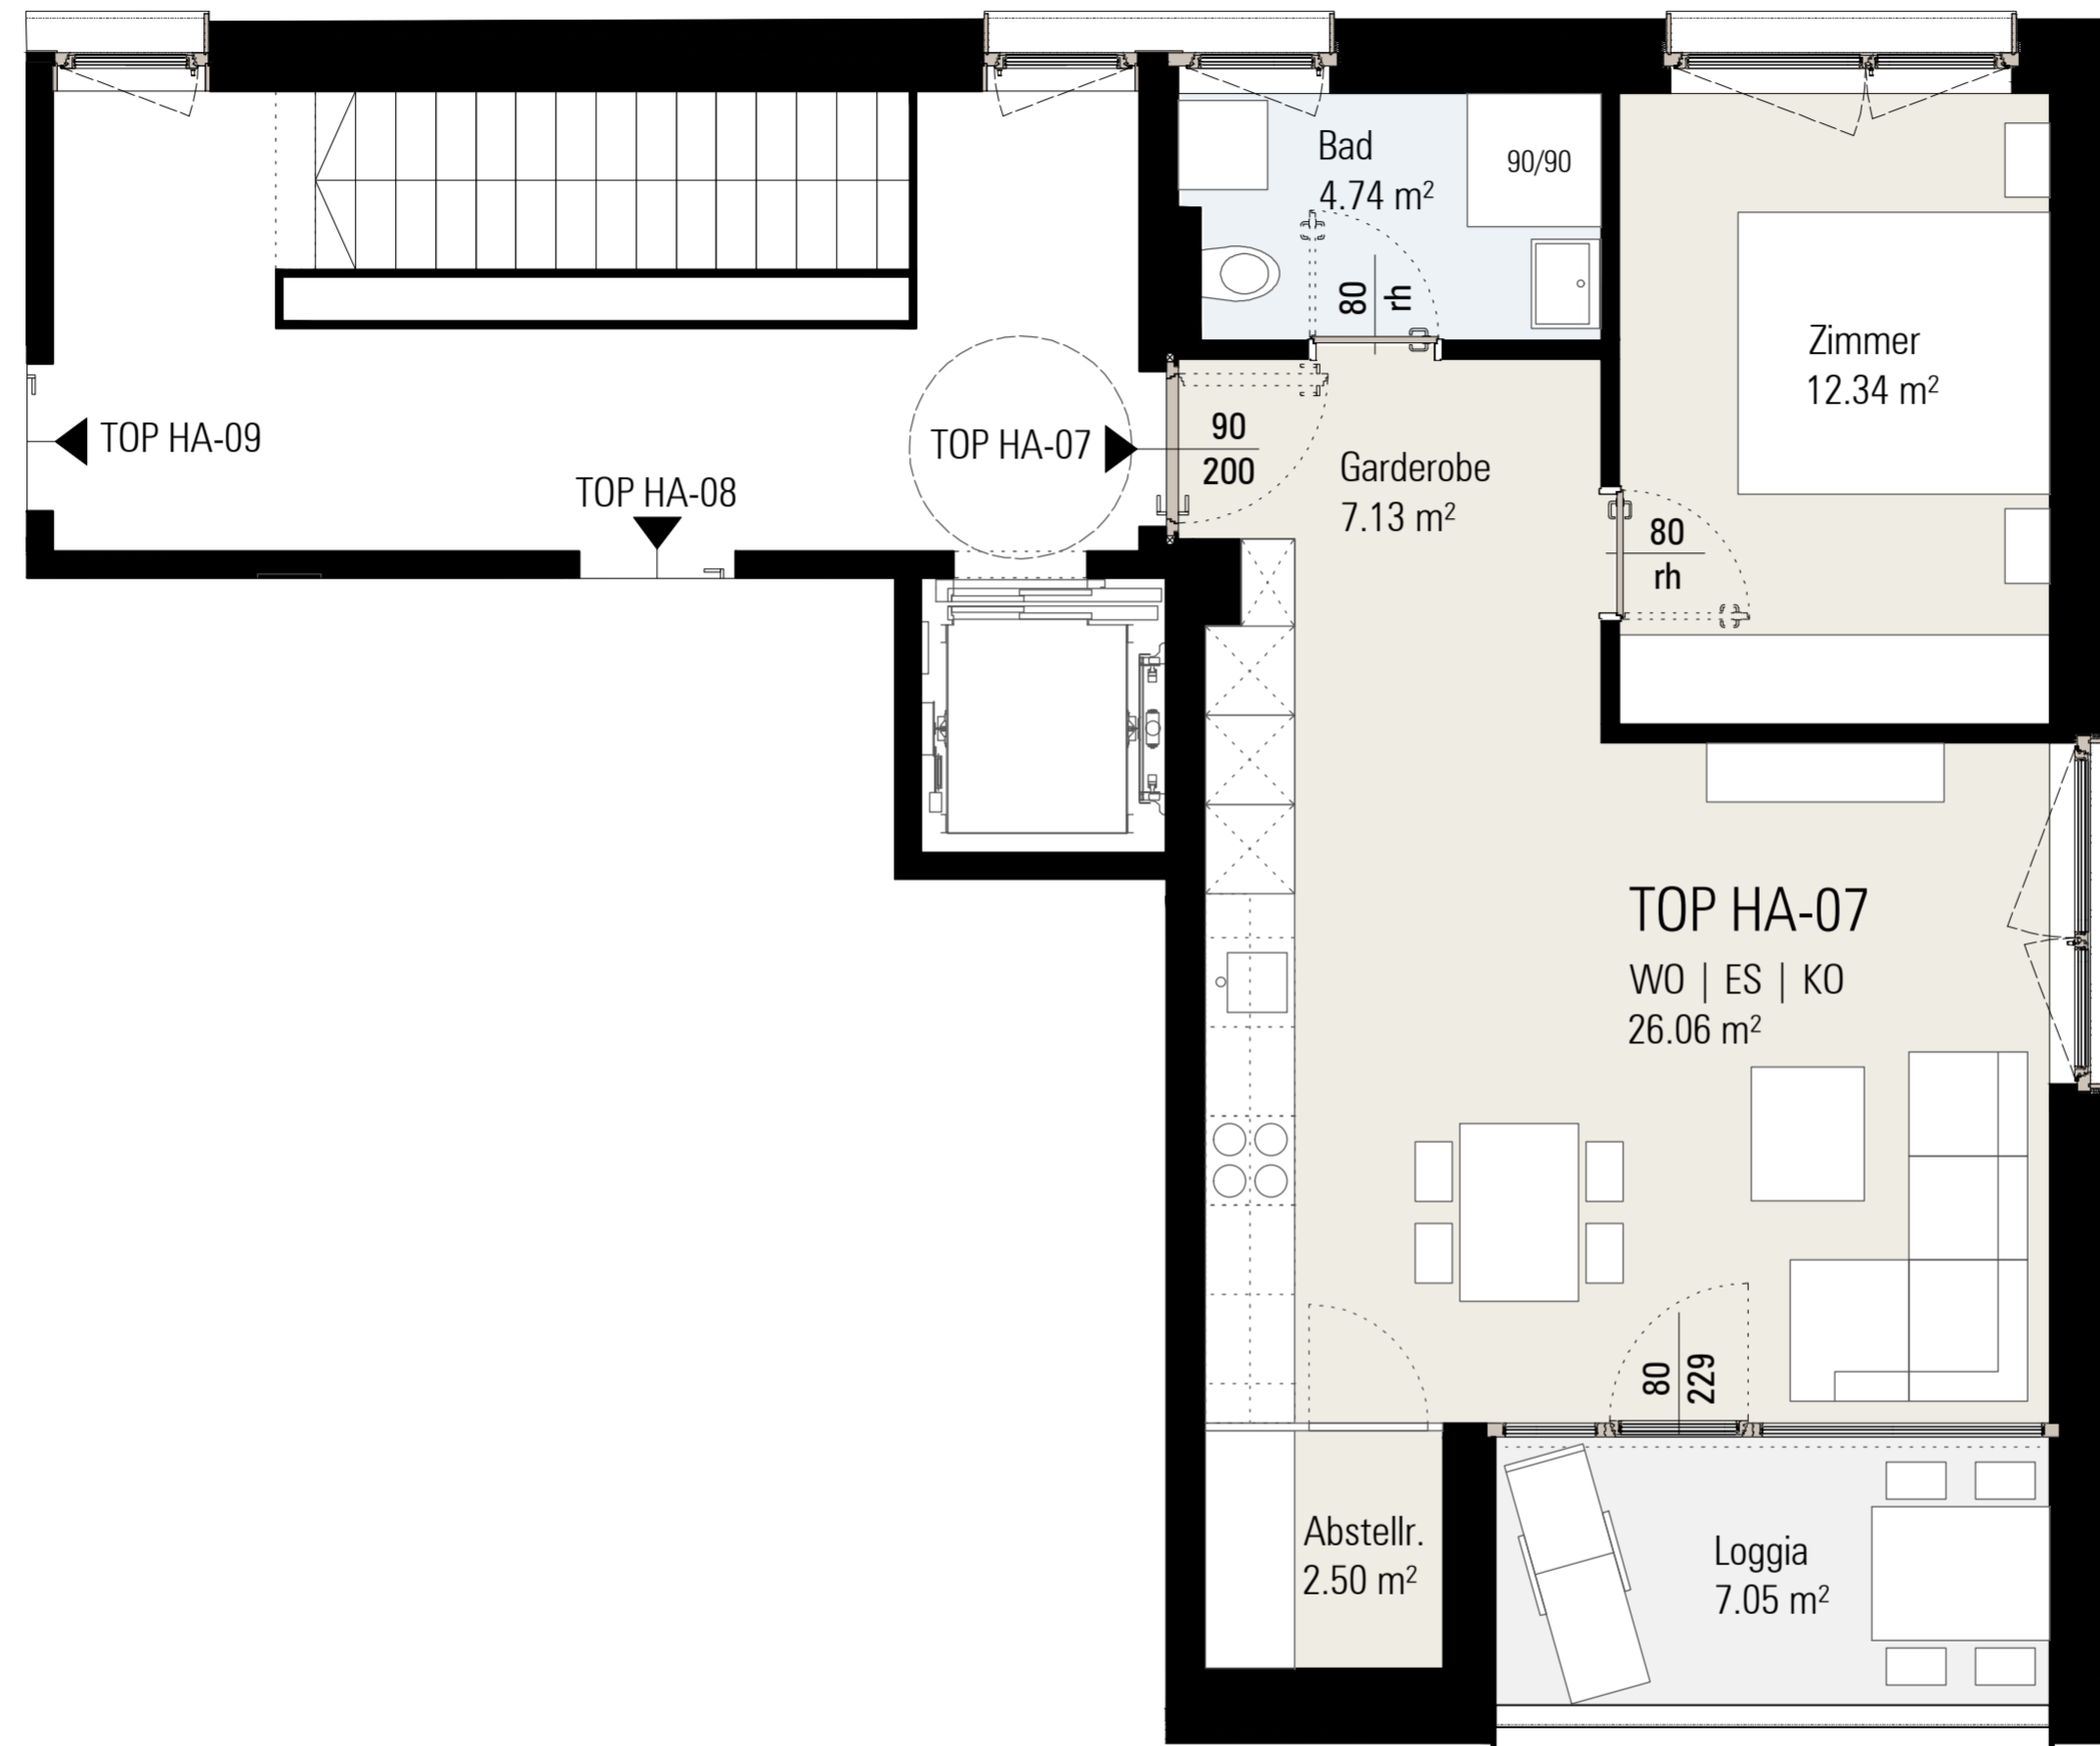 Bad
4.74 m²
90/90
80
rh
Zimmer
12.34 m²
TOP HA-09
TOP HA-08
TOP HA-07
90
200
Garderobe
7.13 m²
80
rh
TOP HA-07
WO | ES | KO
26.06 m²
80
229
Abstellr.
2.50 m²
Loggia
7.05 m²